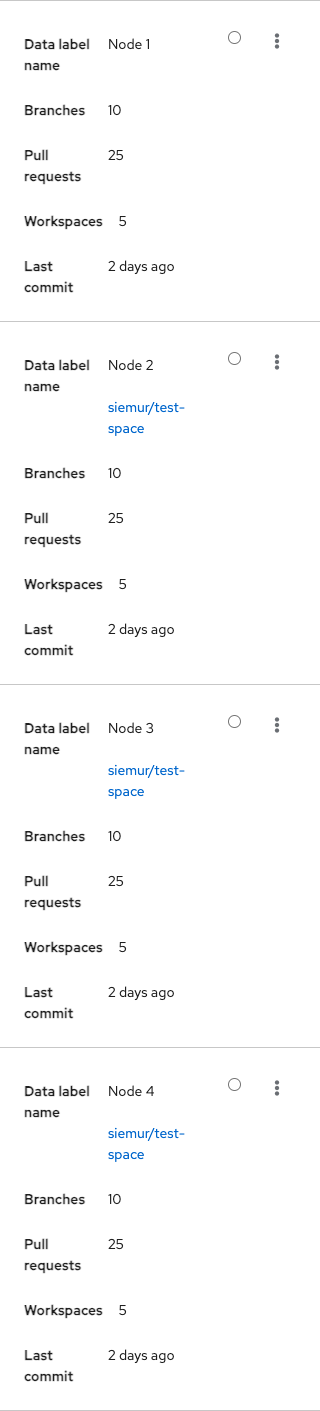 Data label name Node 1
Branches 10
Pull requests 25
Workspaces 5
Last commit 2 days ago
Data label name Node 2
siemur/test-
space
Branches 10
Pull requests 25
Workspaces 5
Last commit 2 days ago
Data label name Node 3
siemur/test-
space
Branches 10
Pull requests 25
Workspaces 5
Last commit 2 days ago
Data label name Node 4
siemur/test-
space
Branches 10
Pull requests 25
Workspaces 5
Last commit 2 days ago